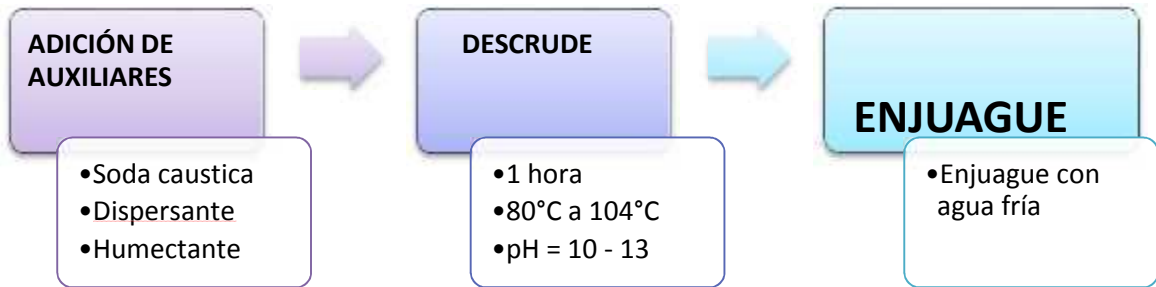 ADICIÓN DE
AUXILIARES
•Soda caustica
•Dispersante
•Humectante
DESCRUDE
•1 hora
•80°C a 104°C
•pH = 10 - 13
ENJUAGUE
•Enjuague con
agua fría